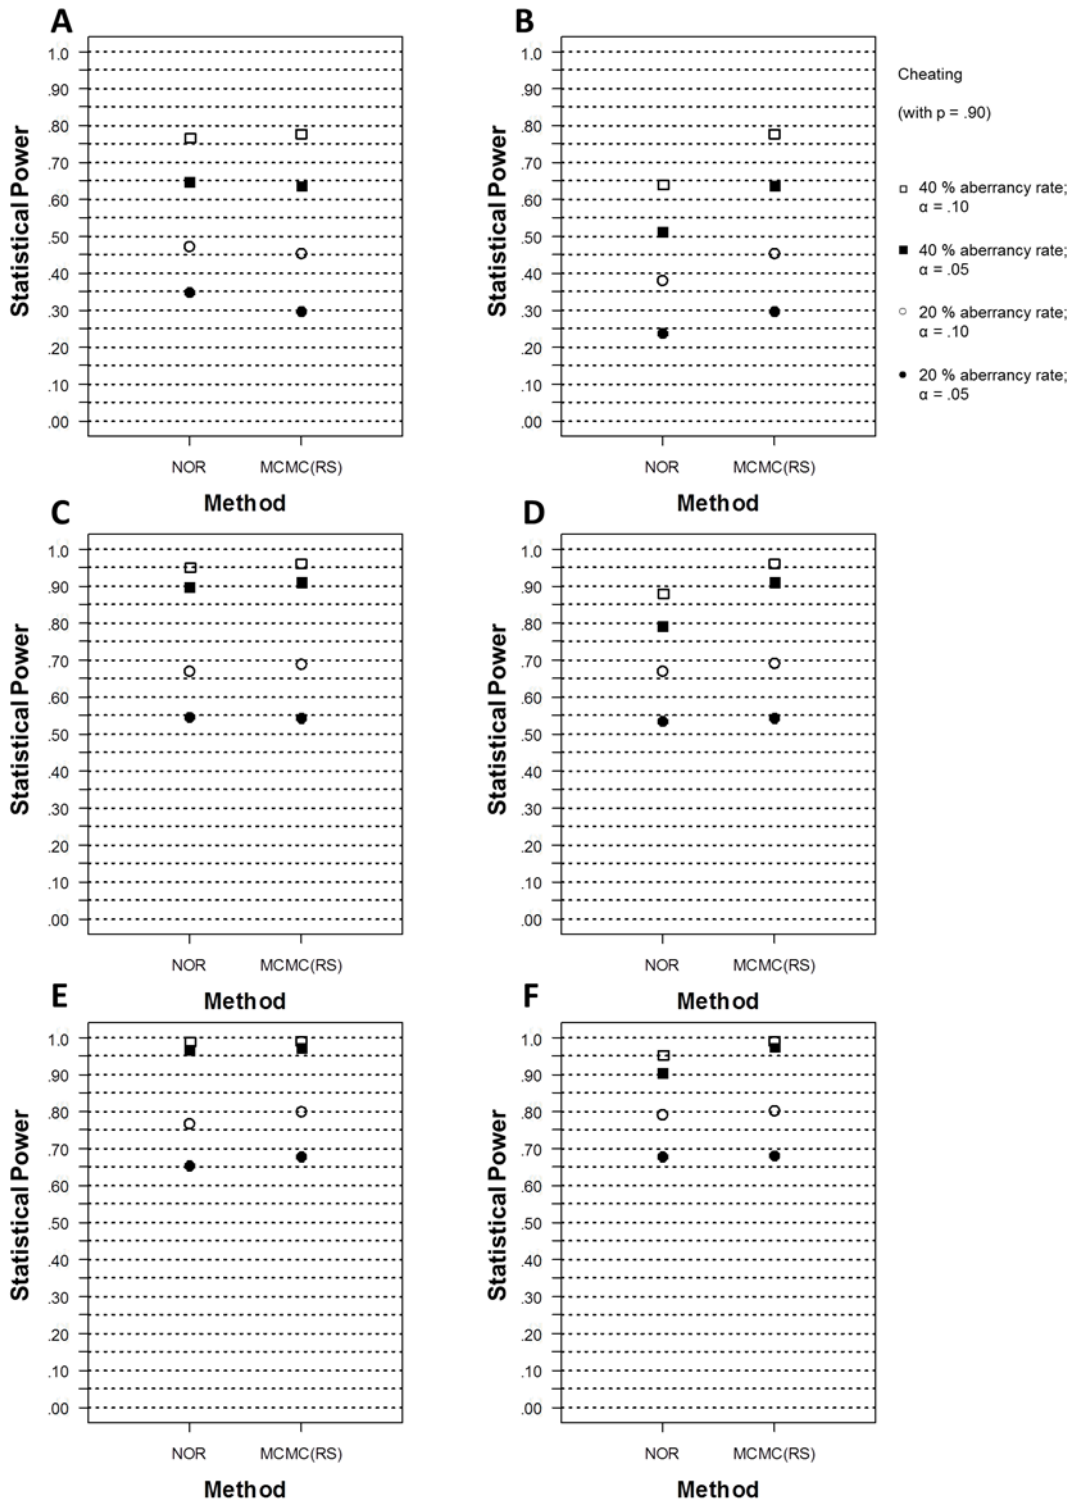 A
1.0
.90
.80
.70
.60
.50
.40
.30
.20
.10
.00
Statistical Power
NOR MCMC(RS)
Method
B
1.0
.90
.80
.70
.60
.50
.40
.30
.20
.10
.00
Statistical Power
NOR MCMC(RS)
Method
Cheating
(with p = .90)
40 % aberrancy rate;
α = .10
40 % aberrancy rate;
α = .05
20 % aberrancy rate;
α = .10
20 % aberrancy rate;
α = .05
C
1.0
.90
.80
.70
.60
.50
.40
.30
.20
.10
.00
Statistical Power
NOR MCMC(RS)
Method
D
1.0
.90
.80
.70
.60
.50
.40
.30
.20
.10
.00
Statistical Power
NOR MCMC(RS)
Method
E
1.0
.90
.80
.70
.60
.50
.40
.30
.20
.10
.00
Statistical Power
NOR MCMC(RS)
Method
F
1.0
.90
.80
.70
.60
.50
.40
.30
.20
.10
.00
Statistical Power
NOR MCMC(RS)
Method